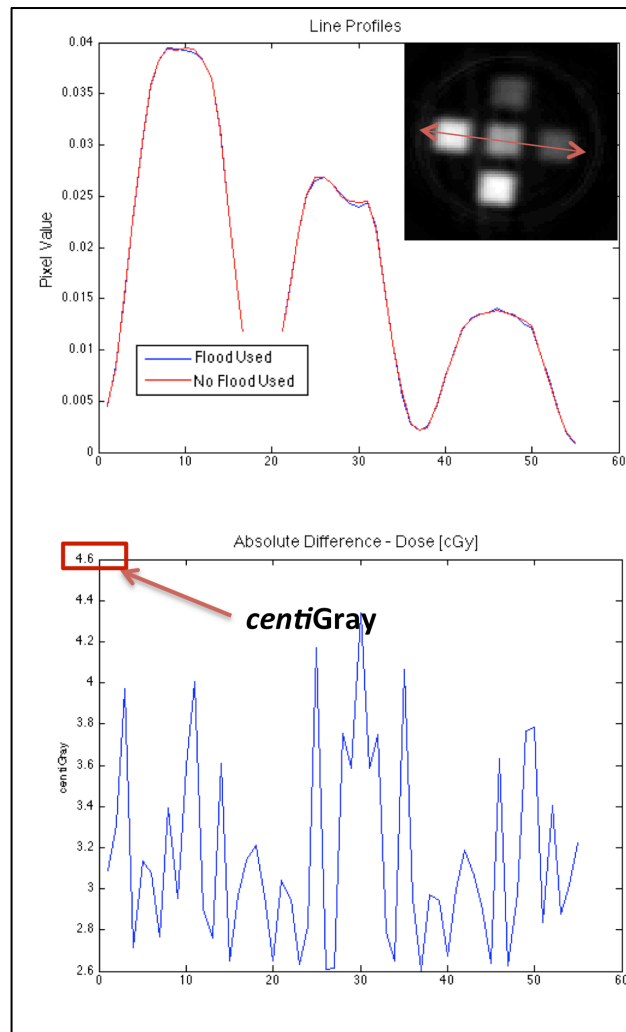 Line Profiles
0.04
0.035
0.03
0.025
0.02
0.015
0.01
0.005
0
Pixel Value
Flood Used
No Flood Used
0 10 20 30 40 50 60
Absolute Difference - Dose [cGy]
4.6
centiGray
4.4
4.2
4
3.8
3.6
3.4
3.2
3
2.8
2.6
centiGray
0 10 20 30 40 50 60